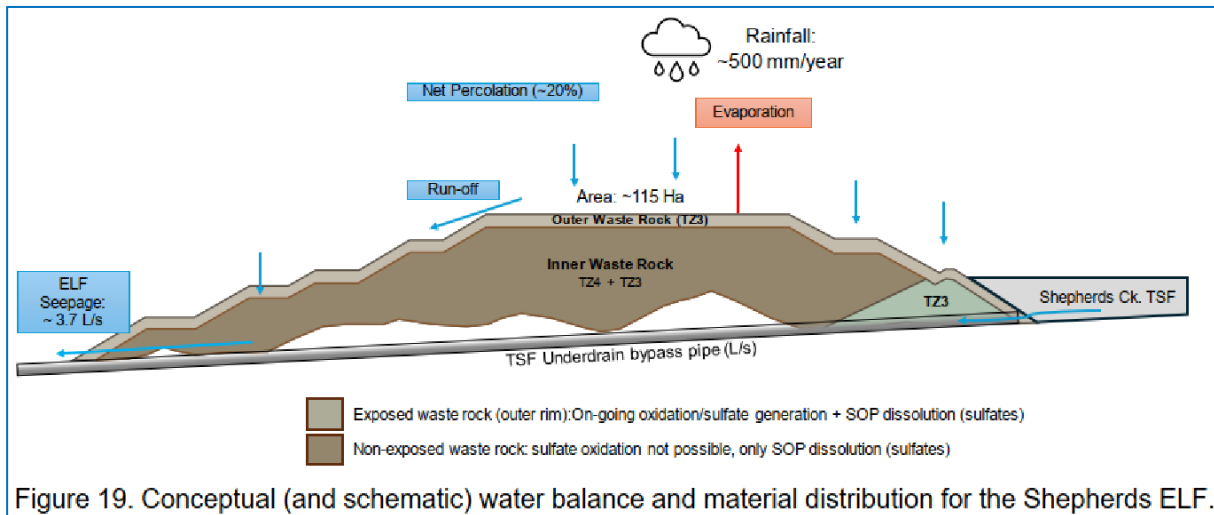 Rainfall:
~500 mm/year
Net Percolation (~20%)
Evaporation
Run-off
Area: ~115 Ha
Outer Waste Rock (TZ3)
Inner Waste Rock
TZ4 + TZ3
ELF
Seepage:
~ 3.7 L/s
TZ3
Shepherds Ck. TSF
TSF Underdrain bypass pipe (L/s)
Exposed waste rock (outer rim):On-going oxidation/sulfate generation + SOP dissolution (sulfates)
Non-exposed waste rock: sulfate oxidation not possible, only SOP dissolution (sulfates)
Figure 19. Conceptual (and schematic) water balance and material distribution for the Shepherds ELF.